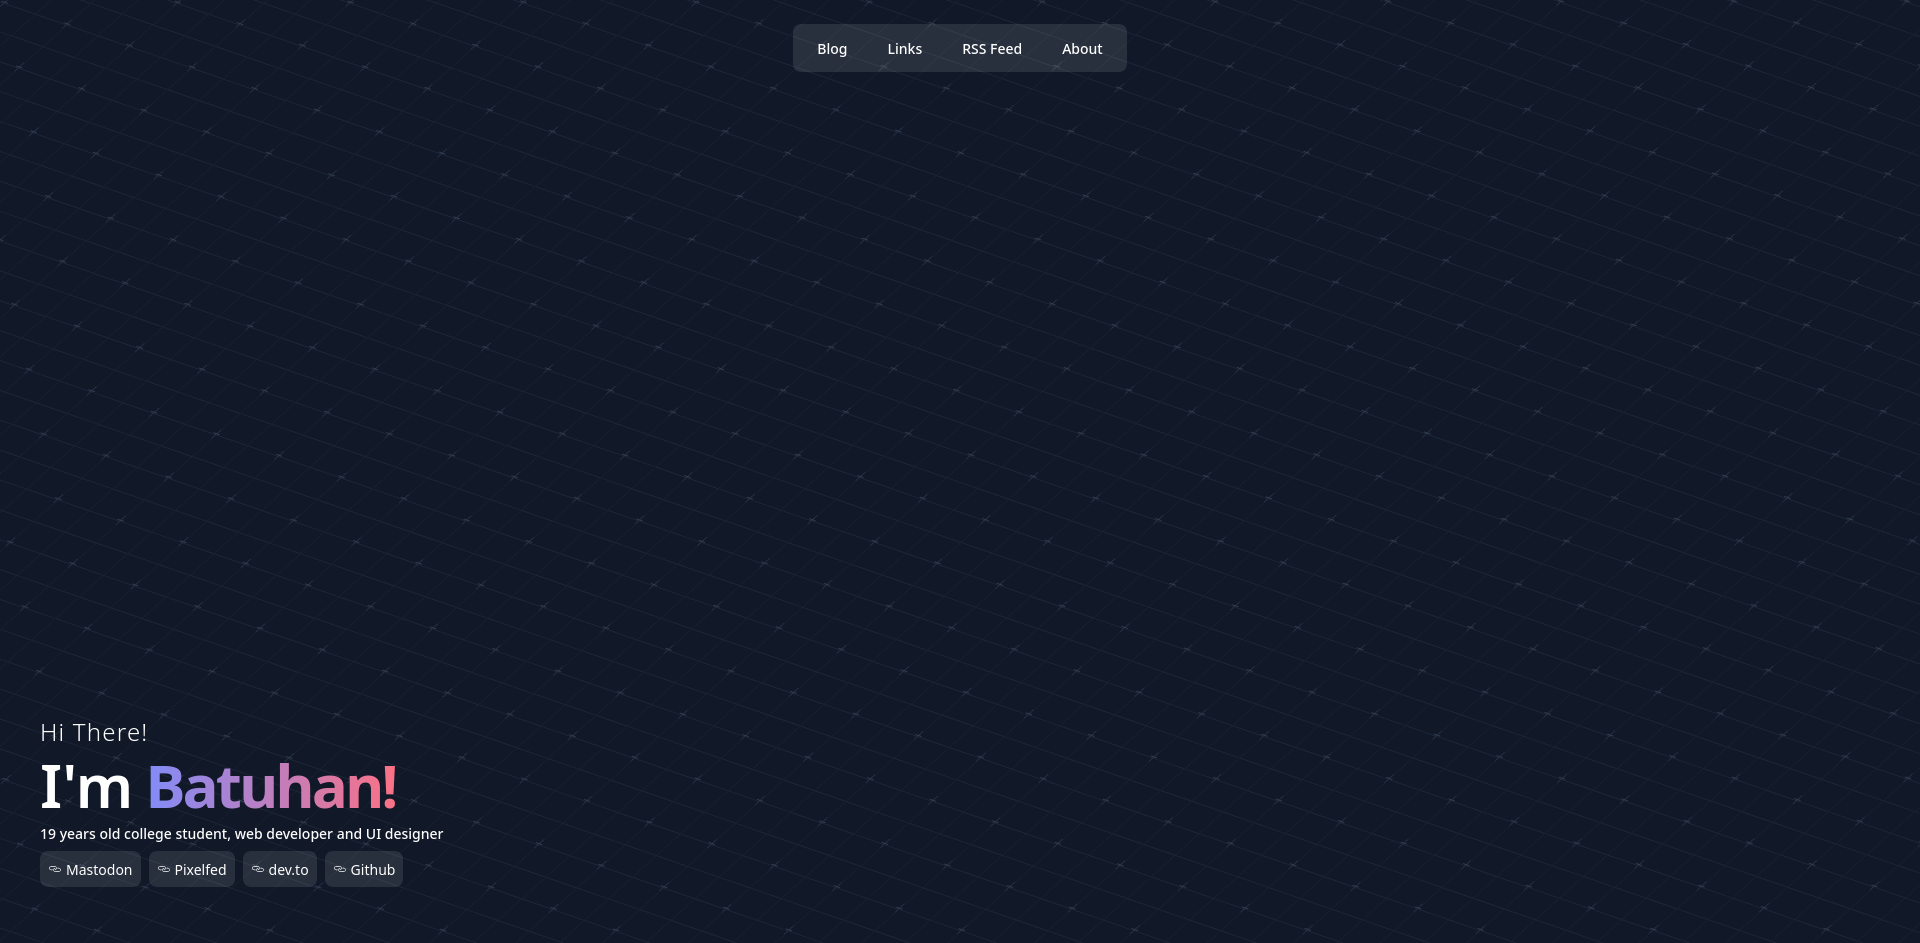 Blog Links RSS Feed About
Hi There!
I'm Batuhan!
19 years old college student, web developer and UI designer
Mastodon Pixelfed dev.to Github